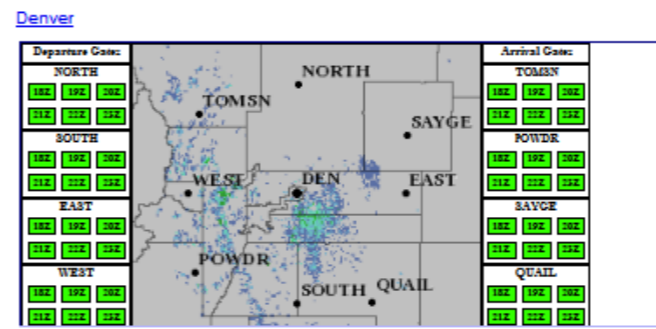 Denver
Departure Gates
NORTH
18Z 19Z 20Z
21Z 22Z 23Z
SOUTH
18Z 19Z 20Z
21Z 22Z 23Z
EAST
18Z 19Z 20Z
21Z 22Z 23Z
WEST
18Z 19Z 20Z
21Z 22Z 23Z
NORTH
TOMSN
SAYGE
WEST
DEN
EAST
POWDR
SOUTH
QUAIL
Arrival Gates
TOMSN
18Z 19Z 20Z
21Z 22Z 23Z
POWDR
18Z 19Z 20Z
21Z 22Z 23Z
SAYGE
18Z 19Z 20Z
21Z 22Z 23Z
QUAIL
18Z 19Z 20Z
21Z 22Z 23Z